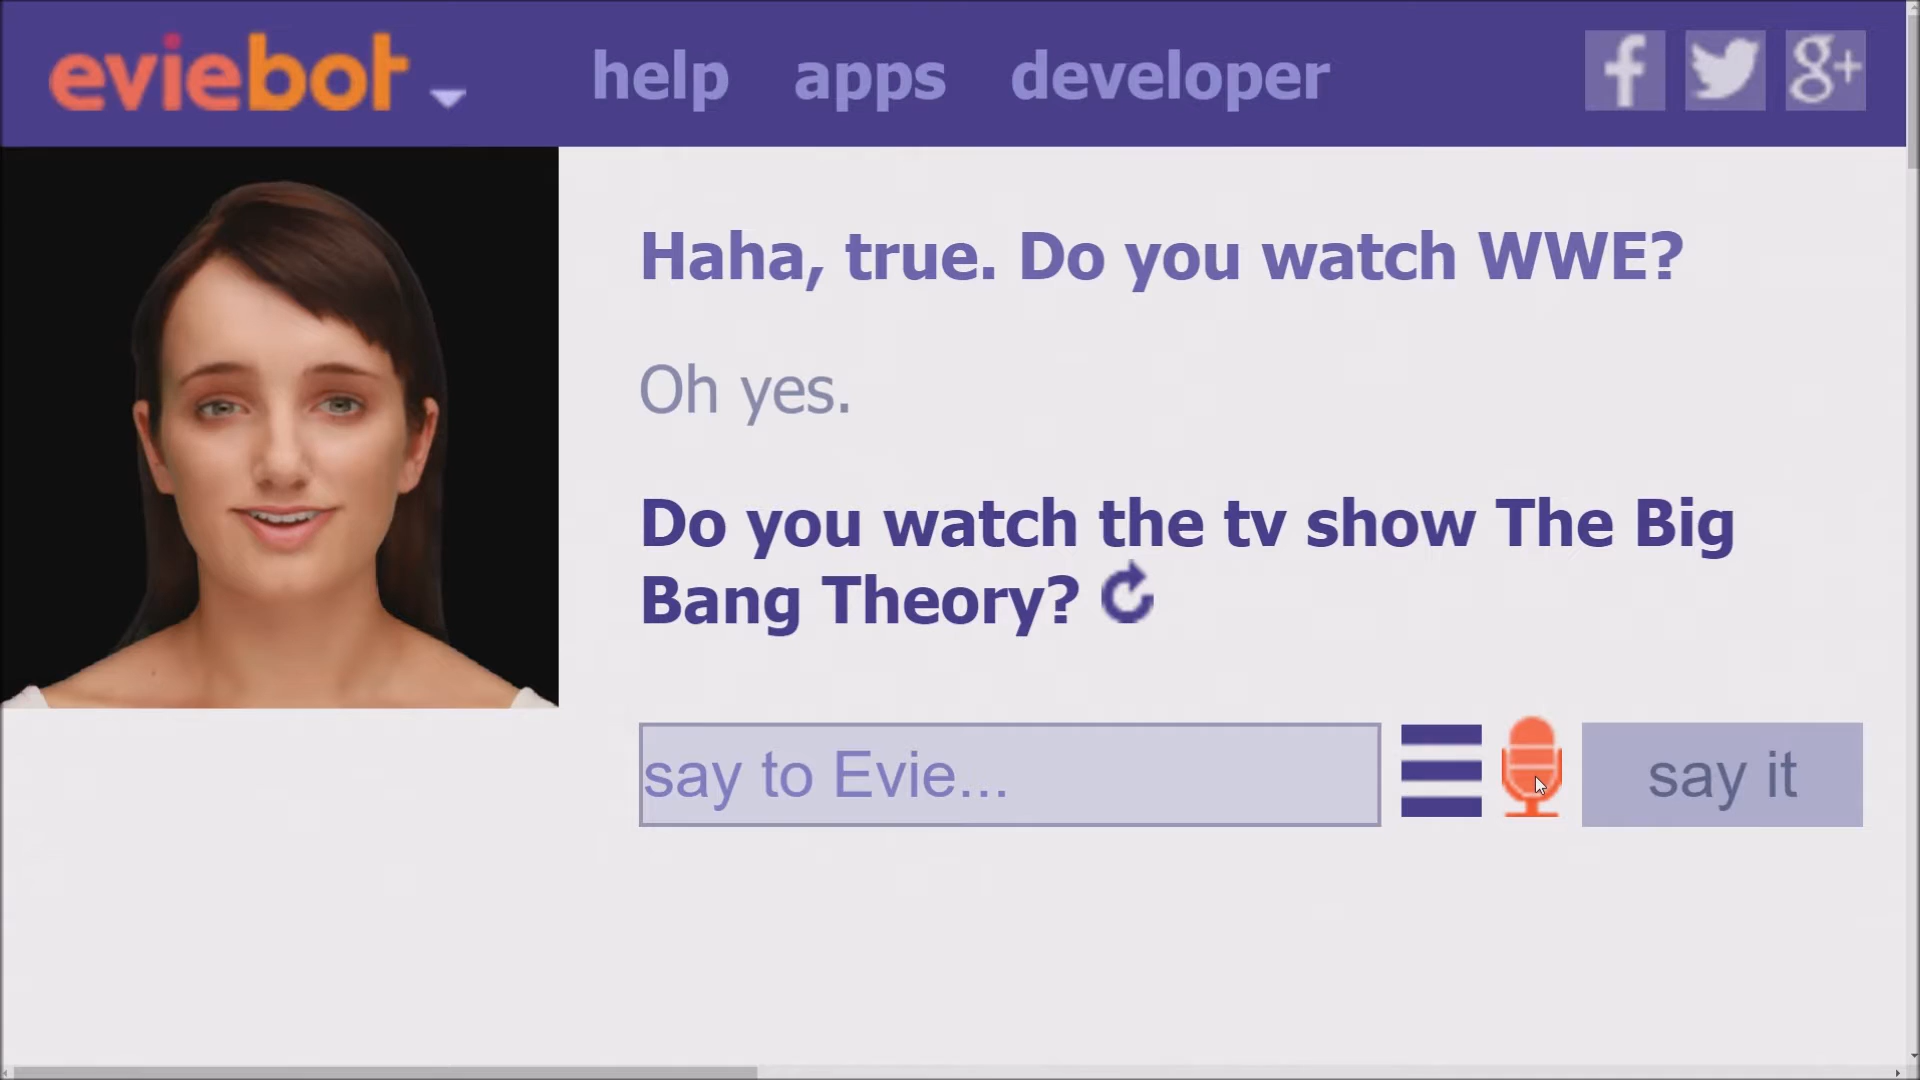 eviebot help apps developer f g+
Haha, true. Do you watch WWE?
Oh yes.
Do you watch the tv show The Big
Bang Theory?
say to Evie... say it